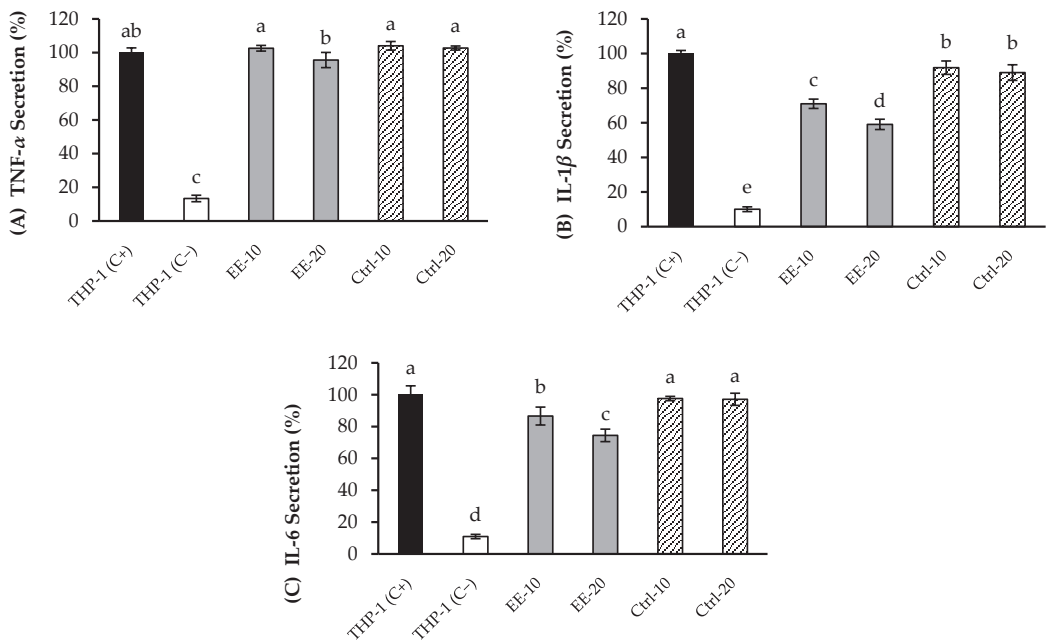 (A) TNF-α Secretion (%)
120
100
80
60
40
20
0
ab
c
a
b
a
a
THP-1 (C+)
THP-1 (C−)
EE-10
EE-20
Ctrl-10
Ctrl-20
(B) IL-1β Secretion (%)
120
100
80
60
40
20
0
a
e
c
d
b
b
THP-1 (C+)
THP-1 (C−)
EE-10
EE-20
Ctrl-10
Ctrl-20
(C) IL-6 Secretion (%)
120
100
80
60
40
20
0
a
d
b
c
a
a
THP-1 (C+)
THP-1 (C−)
EE-10
EE-20
Ctrl-10
Ctrl-20